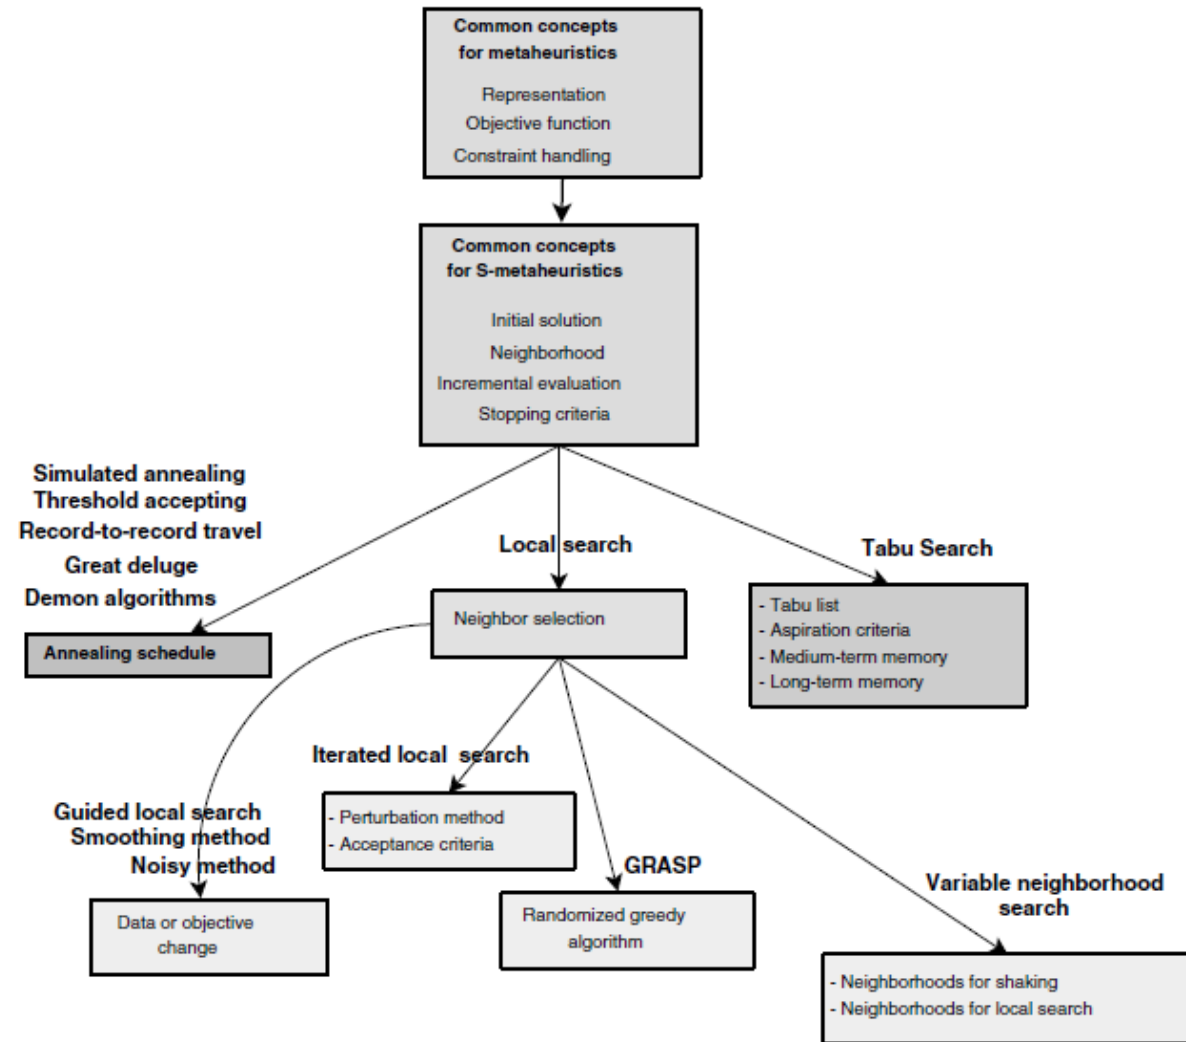 Common concepts
for metaheuristics
Representation
Objective function
Constraint handling
Common concepts
for S-metaheuristics
Initial solution
Neighborhood
Incremental evaluation
Stopping criteria
Simulated annealing
Threshold accepting
Record-to-record travel
Great deluge
Demon algorithms
Annealing schedule
Local search
Neighbor selection
Tabu Search
- Tabu list
- Aspiration criteria
- Medium-term memory
- Long-term memory
Guided local search
Smoothing method
Noisy method
Data or objective
change
Iterated local search
- Perturbation method
- Acceptance criteria
GRASP
Randomized greedy
algorithm
Variable neighborhood
search
- Neighborhoods for shaking
- Neighborhoods for local search